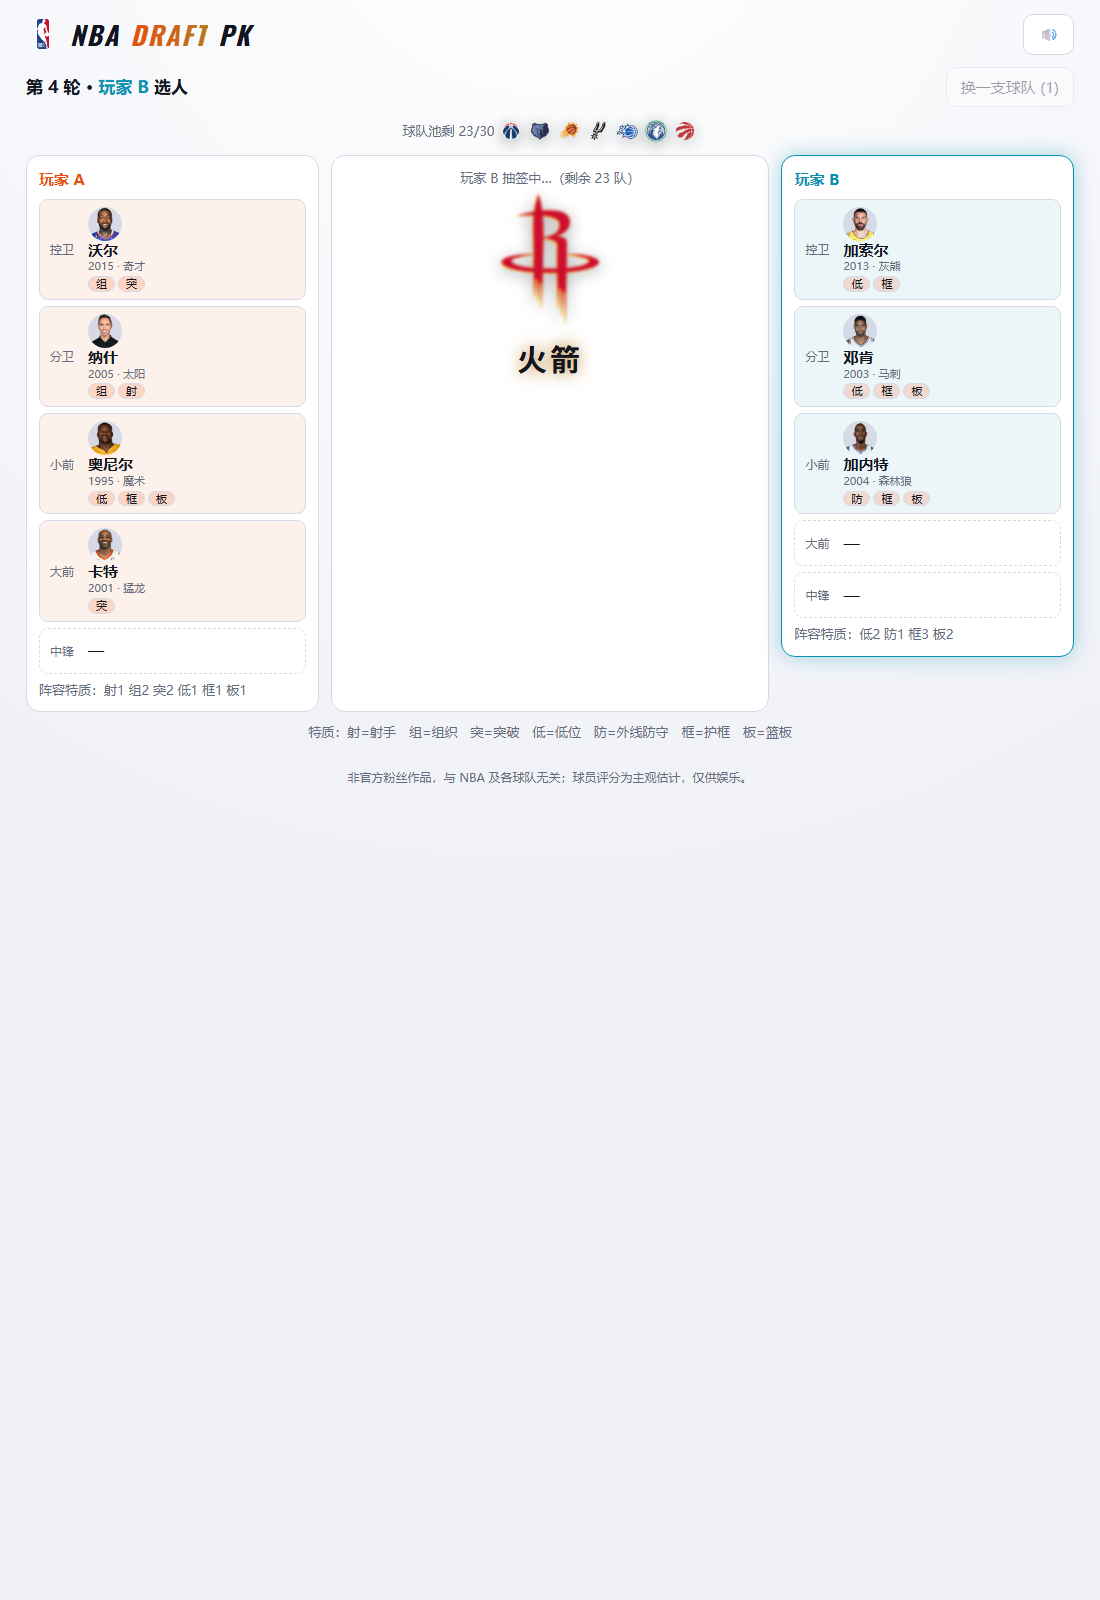 NBA DRAFT PK
第 4 轮 • 玩家 B 选人
换一支球队 (1)
球队池剩 23/30
玩家 A
控卫
沃尔
2015 · 奇才
组 突
分卫
纳什
2005 · 太阳
组 射
小前
奥尼尔
1995 · 魔术
低 框 板
大前
卡特
2001 · 猛龙
突
中锋 —
阵容特质：射1 组2 突2 低1 框1 板1
玩家 B 抽签中...（剩余 23 队）
火箭
玩家 B
控卫
加索尔
2013 · 灰熊
低 框
分卫
邓肯
2003 · 马刺
低 框 板
小前
加内特
2004 · 森林狼
防 框 板
大前 —
中锋 —
阵容特质：低2 防1 框3 板2
特质：射=射手 组=组织 突=突破 低=低位 防=外线防守 框=护框 板=篮板
非官方粉丝作品，与 NBA 及各球队无关；球员评分为主观估计，仅供娱乐。